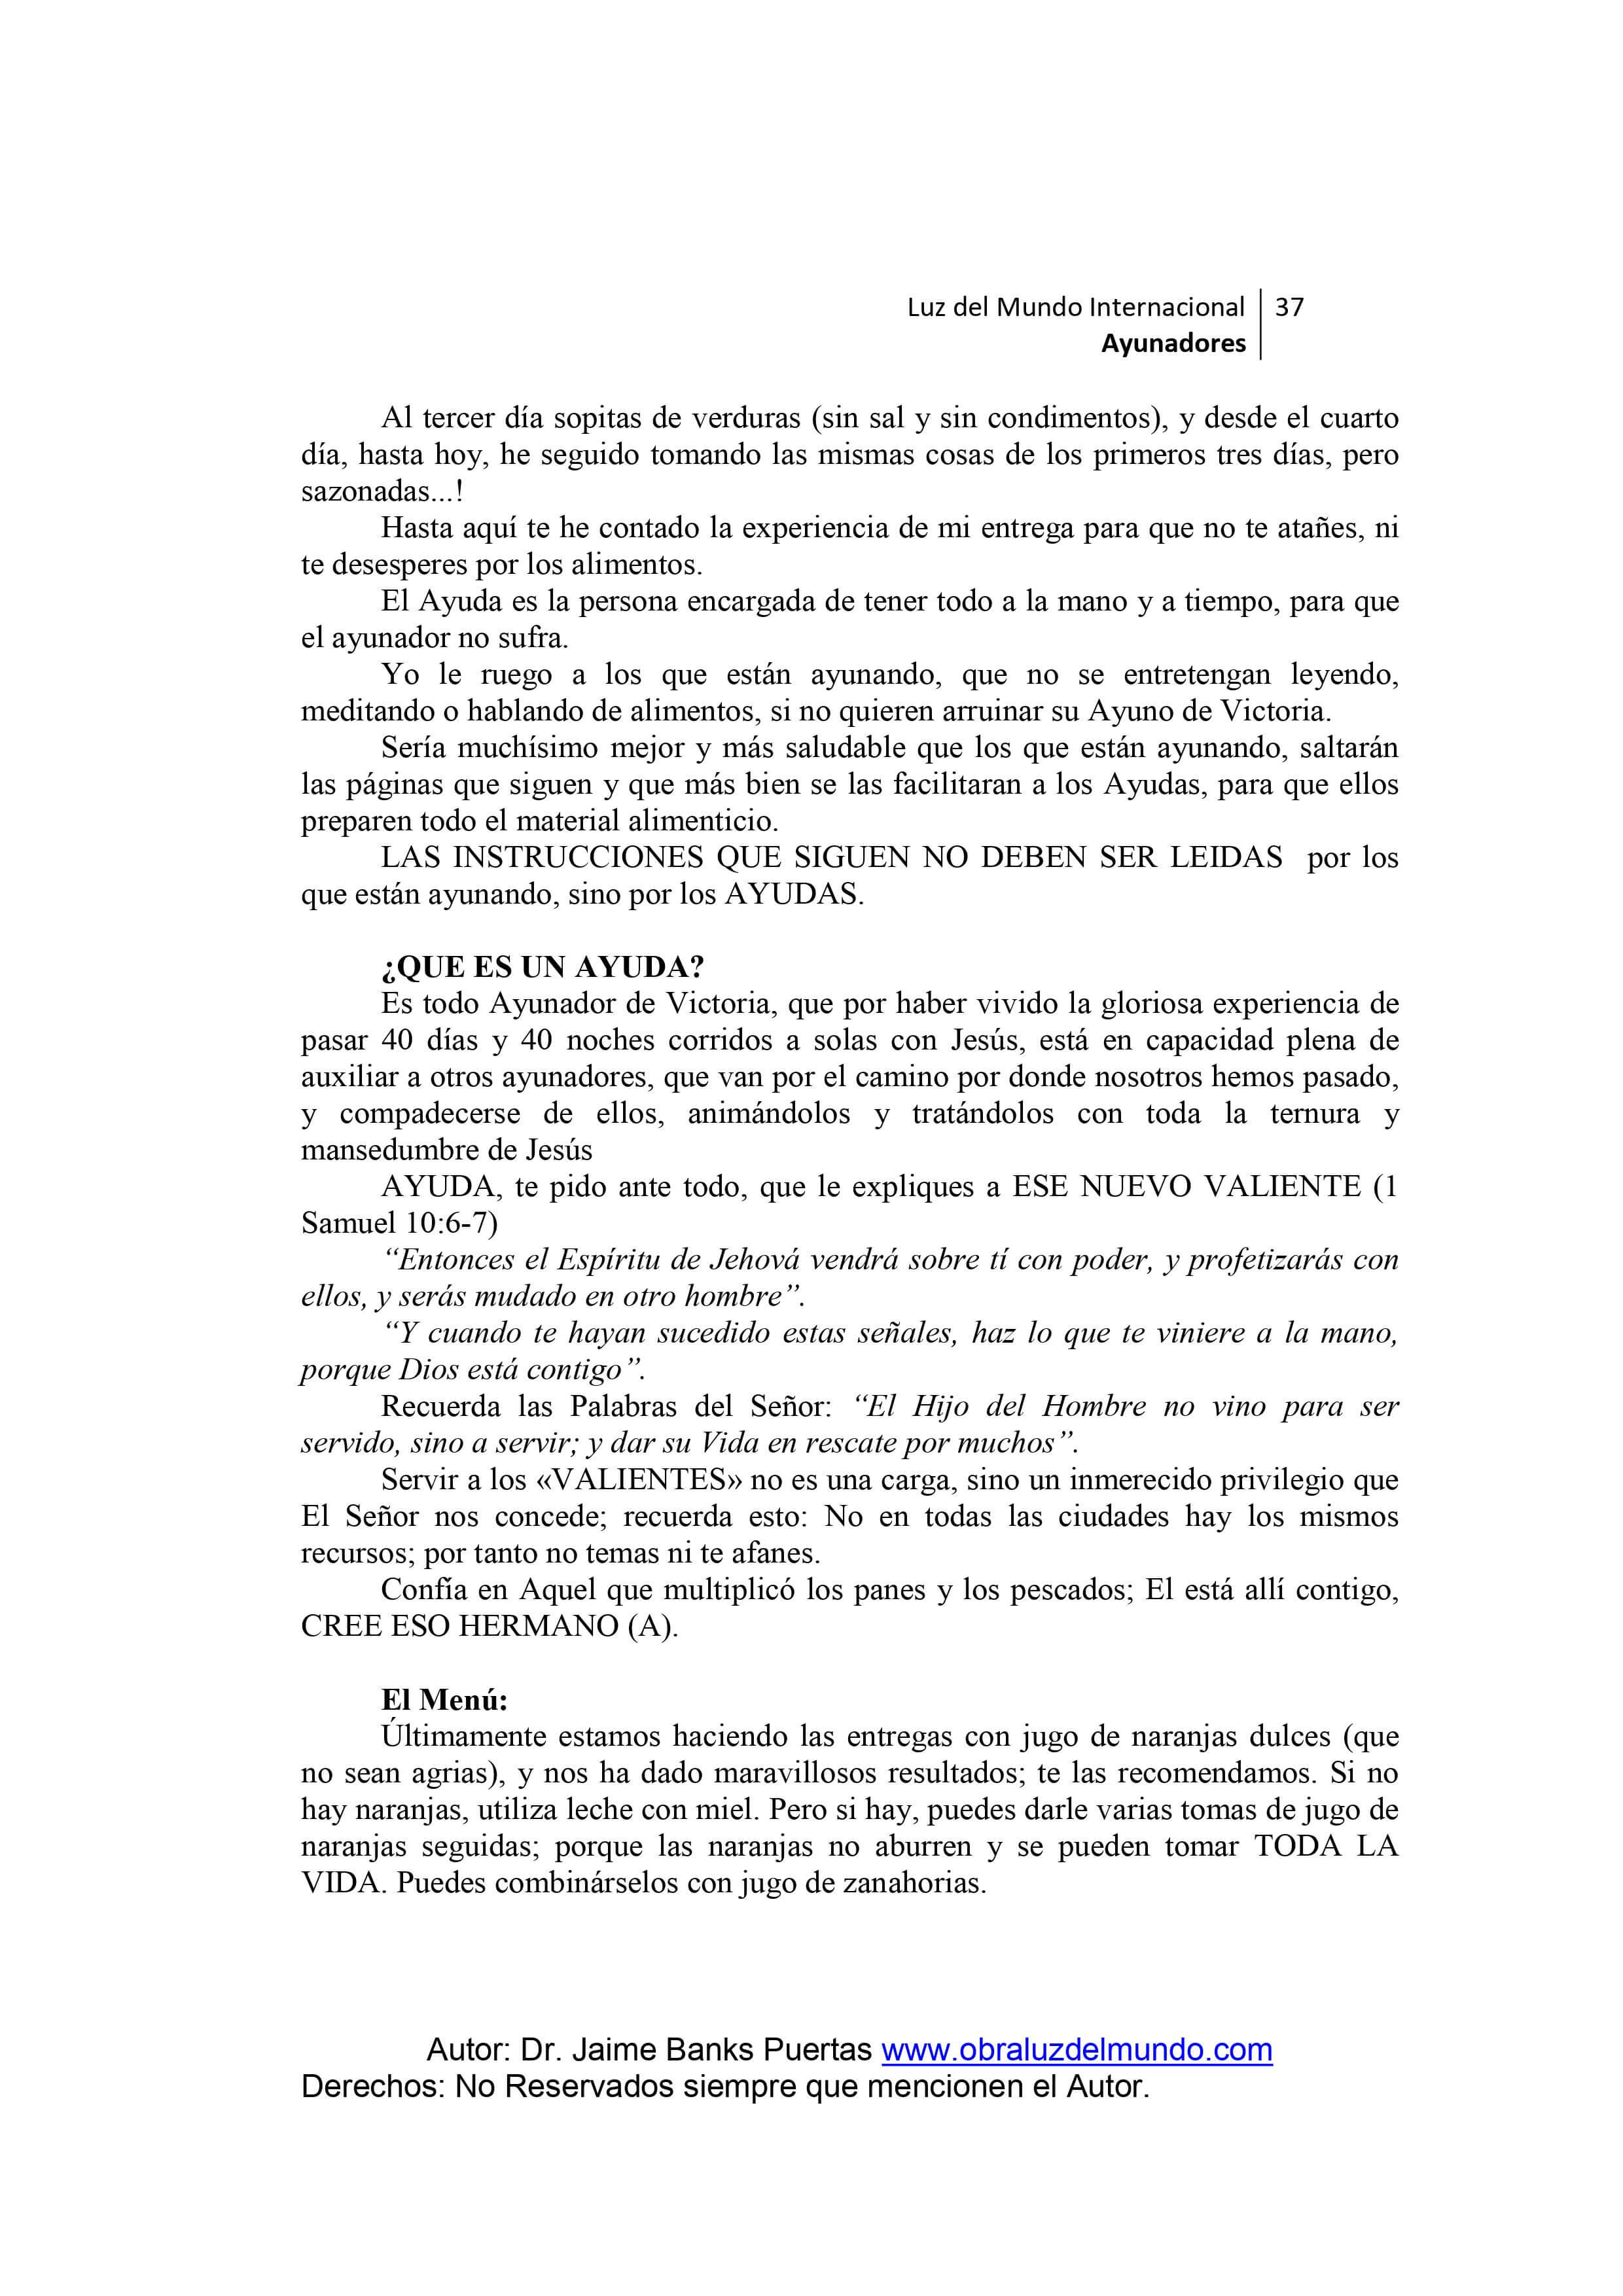 Luz del Mundo Internacional 37
Ayunadores
Al tercer día sopitas de verduras (sin sal y sin condimentos), y desde el cuarto
día, hasta hoy, he seguido tomando las mismas cosas de los primeros tres días, pero
sazonadas...!
Hasta aquí te he contado la experiencia de mi entrega para que no te atañes, ni
te desesperes por los alimentos.
El Ayuda es la persona encargada de tener todo a la mano y a tiempo, para que
el ayunador no sufra.
Yo le ruego a los que están ayunando, que no se entretengan leyendo,
meditando o hablando de alimentos, si no quieren arruinar su Ayuno de Victoria.
Sería muchísimo mejor y más saludable que los que están ayunando, saltarán
las páginas que siguen y que más bien se las facilitaran a los Ayudas, para que ellos
preparen todo el material alimenticio.
LAS INSTRUCCIONES QUE SIGUEN NO DEBEN SER LEIDAS por los
que están ayunando, sino por los AYUDAS.
¿QUE ES UN AYUDA?
Es todo Ayunador de Victoria, que por haber vivido la gloriosa experiencia de
pasar 40 días y 40 noches corridos a solas con Jesús, está en capacidad plena de
auxiliar a otros ayunadores, que van por el camino por donde nosotros hemos pasado,
y compadecerse de ellos, animándolos y tratándolos con toda la ternura y
mansedumbre de Jesús
AYUDA, te pido ante todo, que le expliques a ESE NUEVO VALIENTE (1
Samuel 10:6-7)
“Entonces el Espíritu de Jehová vendrá sobre tí con poder, y profetizarás con
ellos, y serás mudado en otro hombre”.
“Y cuando te hayan sucedido estas señales, haz lo que te viniere a la mano,
porque Dios está contigo”.
Recuerda las Palabras del Señor: “El Hijo del Hombre no vino para ser
servido, sino a servir; y dar su Vida en rescate por muchos”.
Servir a los «VALIENTES» no es una carga, sino un inmerecido privilegio que
El Señor nos concede; recuerda esto: No en todas las ciudades hay los mismos
recursos; por tanto no temas ni te afanes.
Confía en Aquel que multiplicó los panes y los pescados; El está allí contigo,
CREE ESO HERMANO (A).
El Menú:
Últimamente estamos haciendo las entregas con jugo de naranjas dulces (que
no sean agrias), y nos ha dado maravillosos resultados; te las recomendamos. Si no
hay naranjas, utiliza leche con miel. Pero si hay, puedes darle varias tomas de jugo de
naranjas seguidas; porque las naranjas no aburren y se pueden tomar TODA LA
VIDA. Puedes combinárselos con jugo de zanahorias.
Autor: Dr. Jaime Banks Puertas www.obraluzdelmundo.com
Derechos: No Reservados siempre que mencionen el Autor.